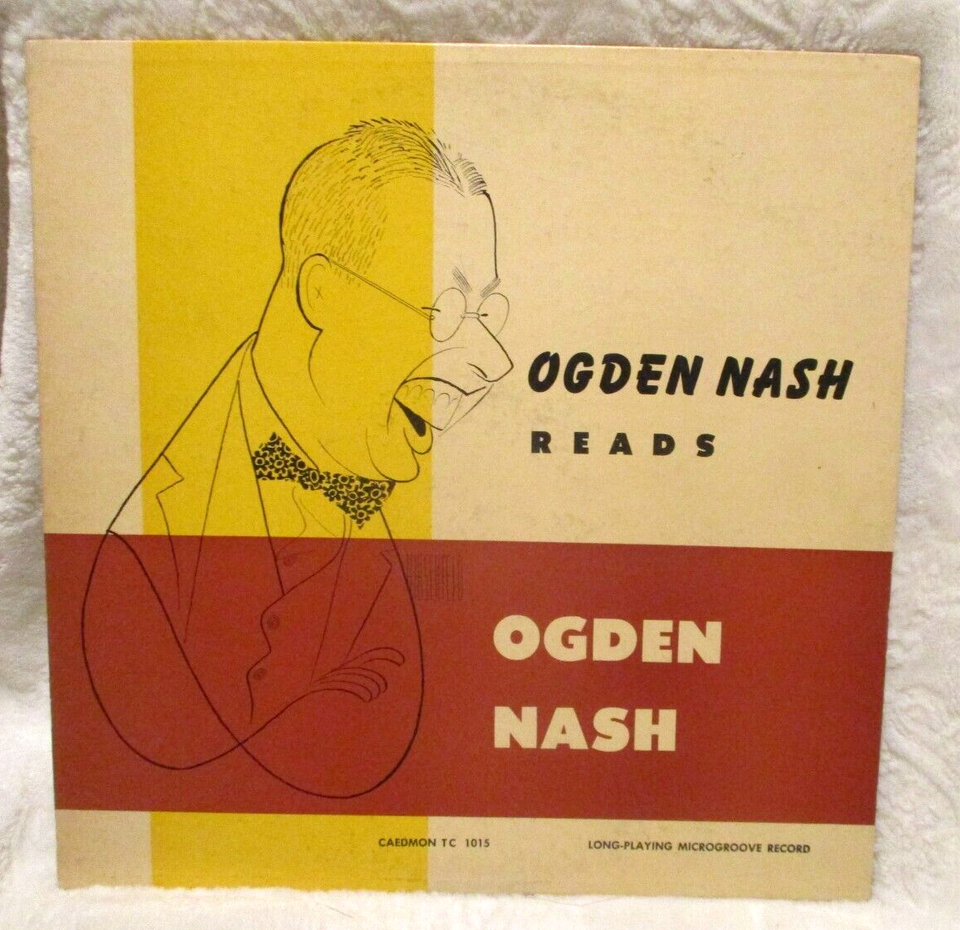 OGDEN NASH
READS
OGDEN
NASH
CAEDMON TC 1015
LONG-PLAYING MICROGROOVE RECORD